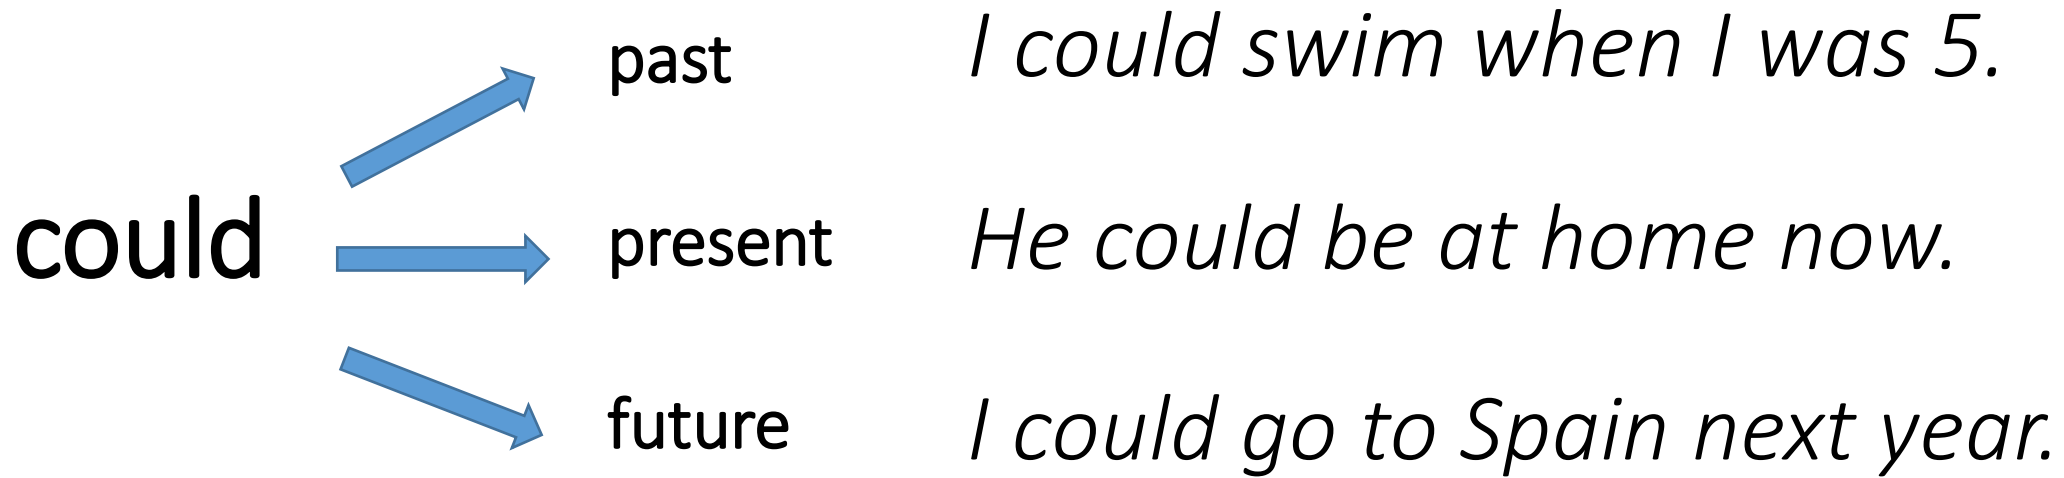 could
past I could swim when I was 5.
present He could be at home now.
future I could go to Spain next year.